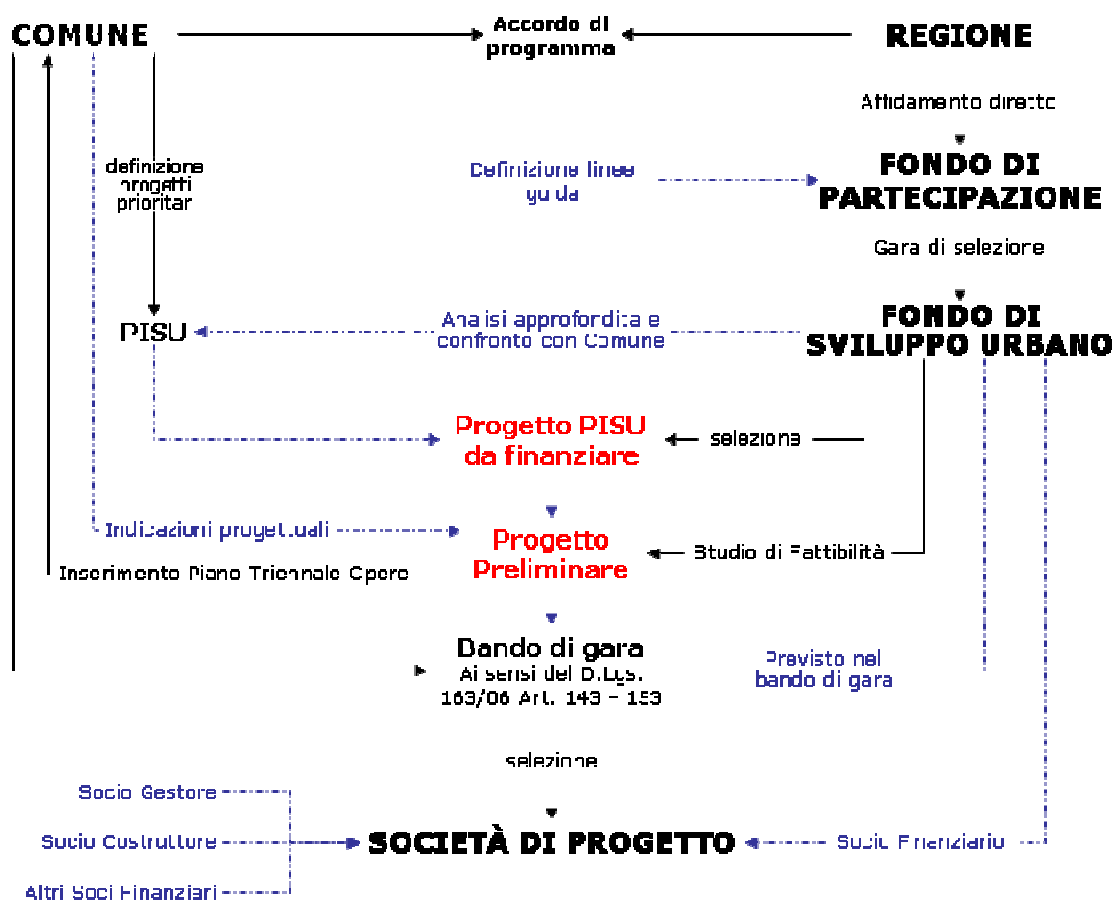 COMUNE
Accordo di
programma
REGIONE
Affidamento diretto
definizione
progetti
prioritar
Definizione linee
guida
FONDO DI
PARTECIPAZIONE
Gara di selezione
PISU
Analisi approfondita e
confronto con Comune
FONDO DI
SVILUPPO URBANO
Progetto PISU
da finanziare
selezione
Indicazioni progettuali
Progetto
Preliminare
Studio di Fattibilità
Inserimento Piano Triennale Opere
Bando di gara
Ai sensi del D.Lgs.
163/06 Art. 143 - 153
Previsto nel
bando di gara
selezione
Socio Gestore
Socio Costruttore
SOCIETÀ DI PROGETTO
Socio Finanziario
Altri Soci Finanziari